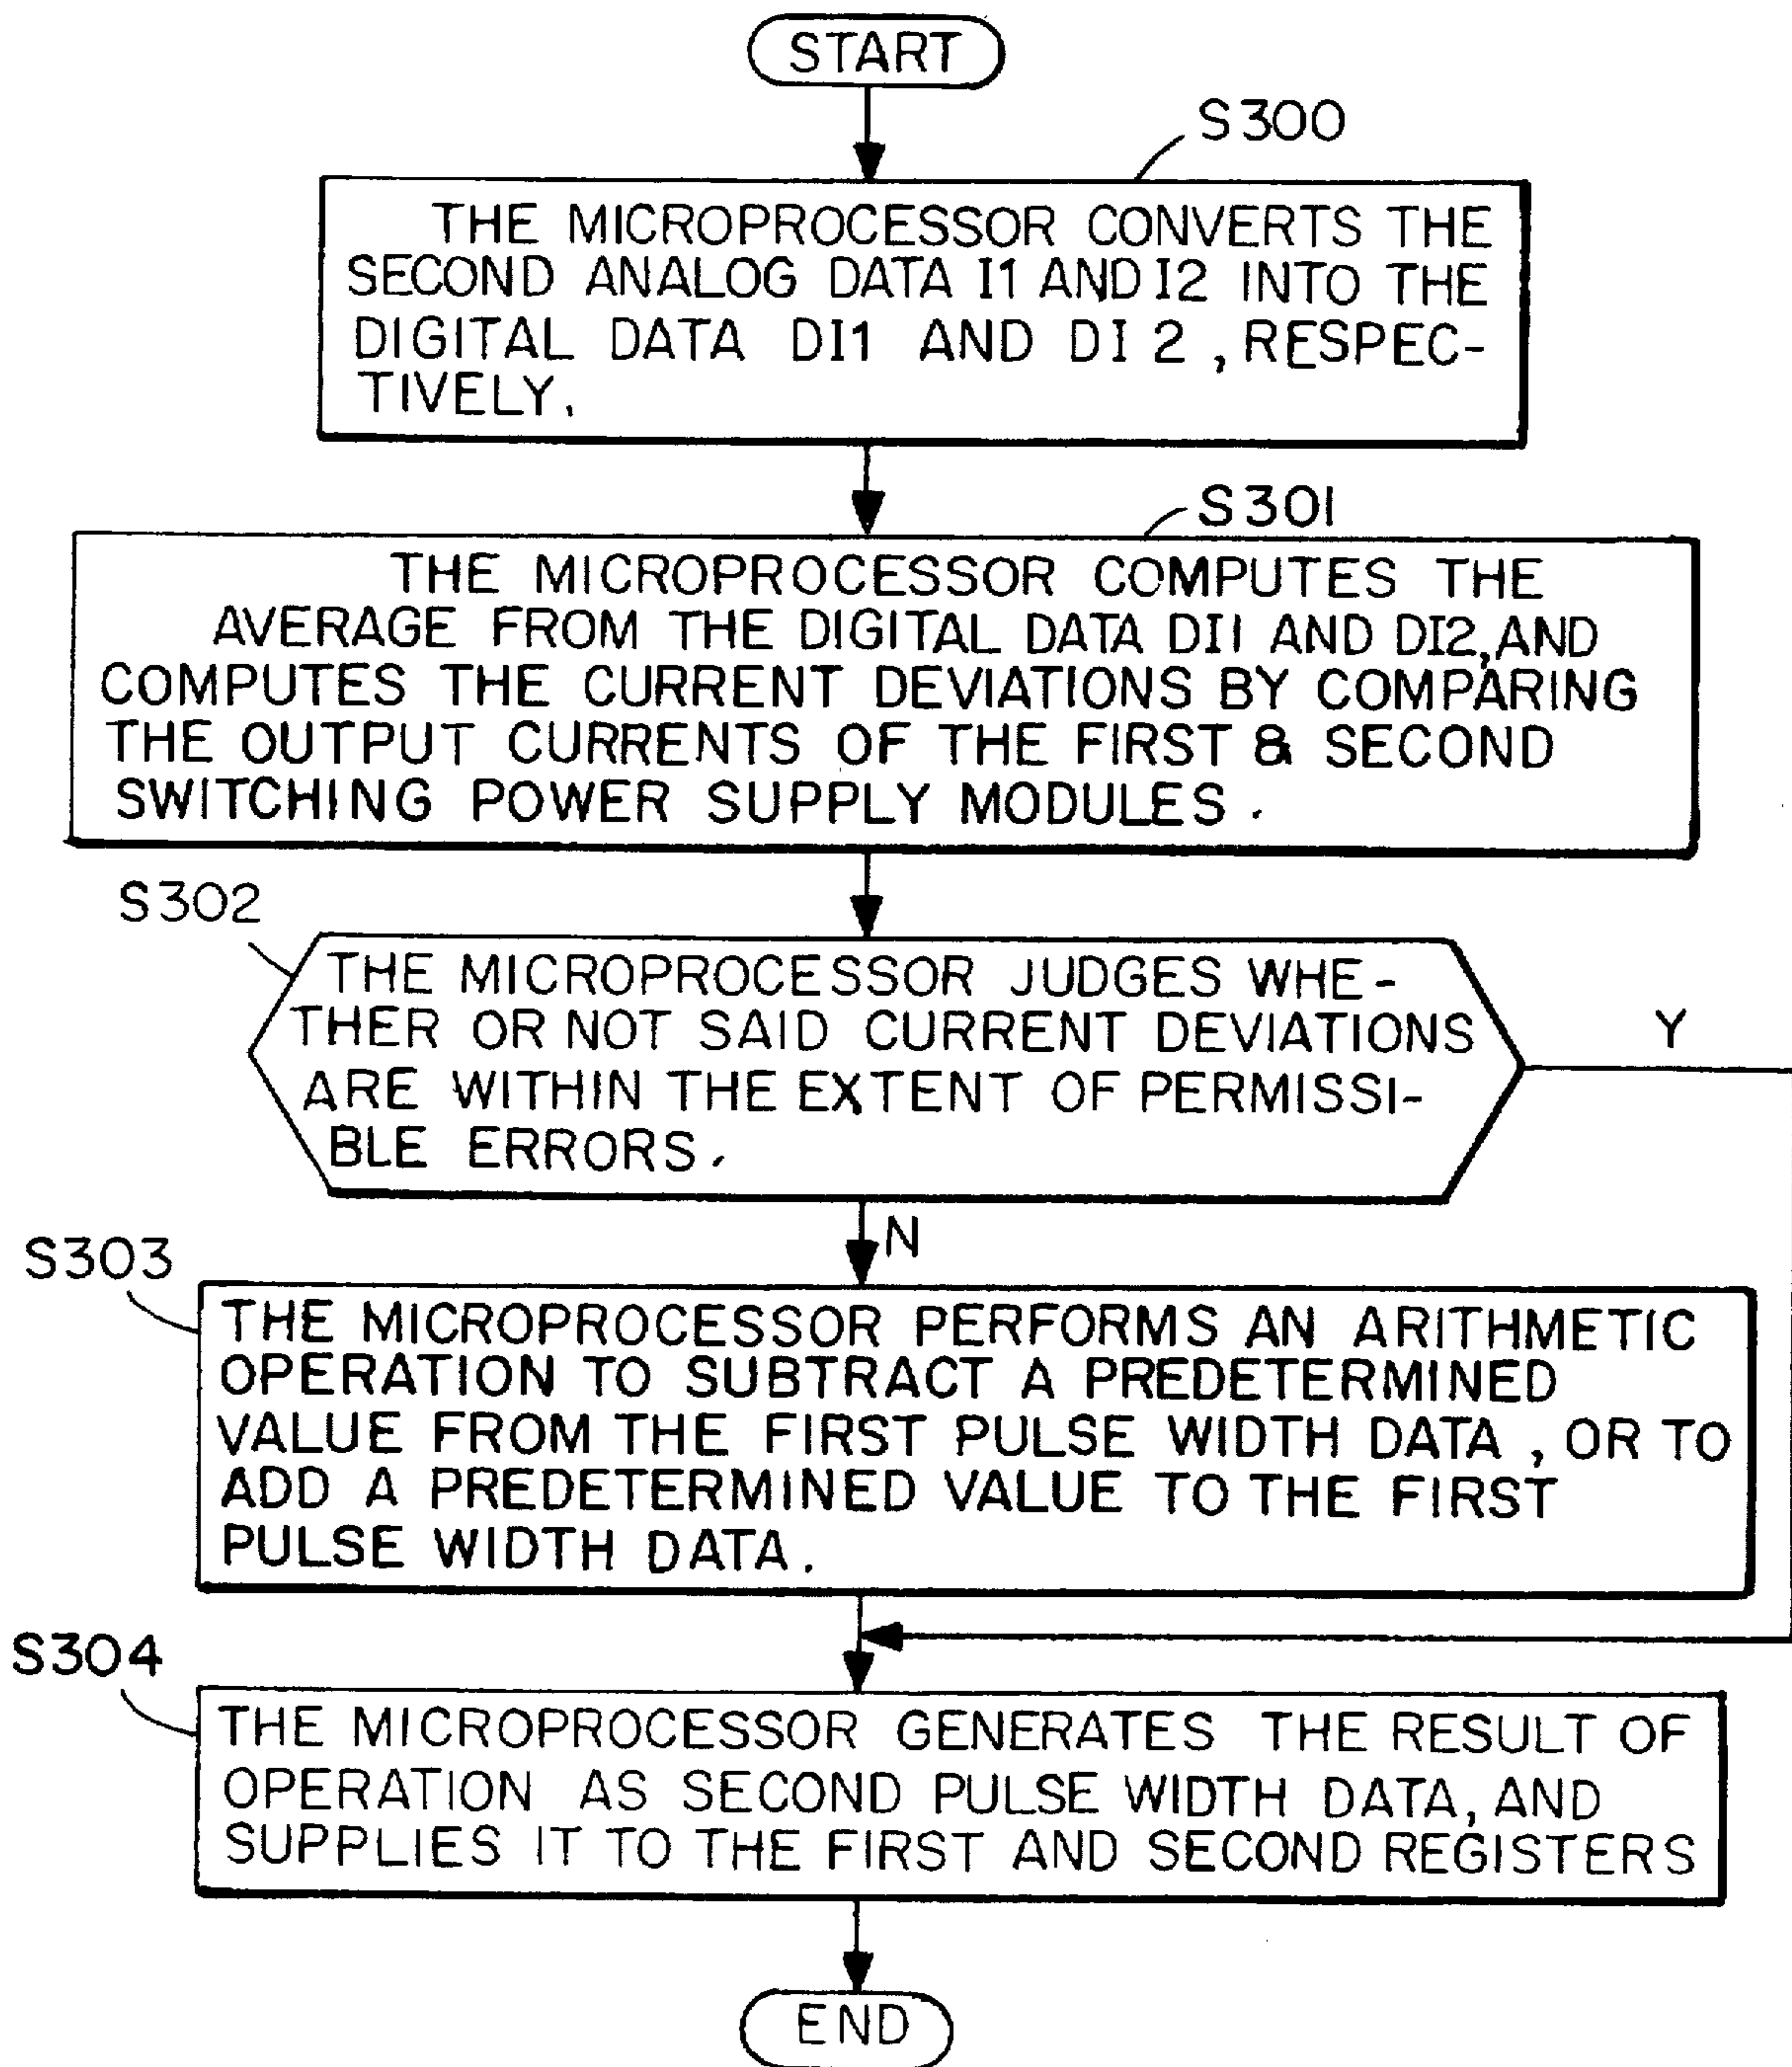 START
S300
THE MICROPROCESSOR CONVERTS THE
SECOND ANALOG DATA I1 AND I2 INTO THE
DIGITAL DATA DI1 AND DI2, RESPEC-
TIVELY.
S301
THE MICROPROCESSOR COMPUTES THE
AVERAGE FROM THE DIGITAL DATA DI1 AND DI2, AND
COMPUTES THE CURRENT DEVIATIONS BY COMPARING
THE OUTPUT CURRENTS OF THE FIRST & SECOND
SWITCHING POWER SUPPLY MODULES.
S302
THE MICROPROCESSOR JUDGES WHE-
THER OR NOT SAID CURRENT DEVIATIONS
ARE WITHIN THE EXTENT OF PERMISSI-
BLE ERRORS.
Y
N
S303
THE MICROPROCESSOR PERFORMS AN ARITHMETIC
OPERATION TO SUBTRACT A PREDETERMINED
VALUE FROM THE FIRST PULSE WIDTH DATA, OR TO
ADD A PREDETERMINED VALUE TO THE FIRST
PULSE WIDTH DATA.
S304
THE MICROPROCESSOR GENERATES THE RESULT OF
OPERATION AS SECOND PULSE WIDTH DATA, AND
SUPPLIES IT TO THE FIRST AND SECOND REGISTERS
END